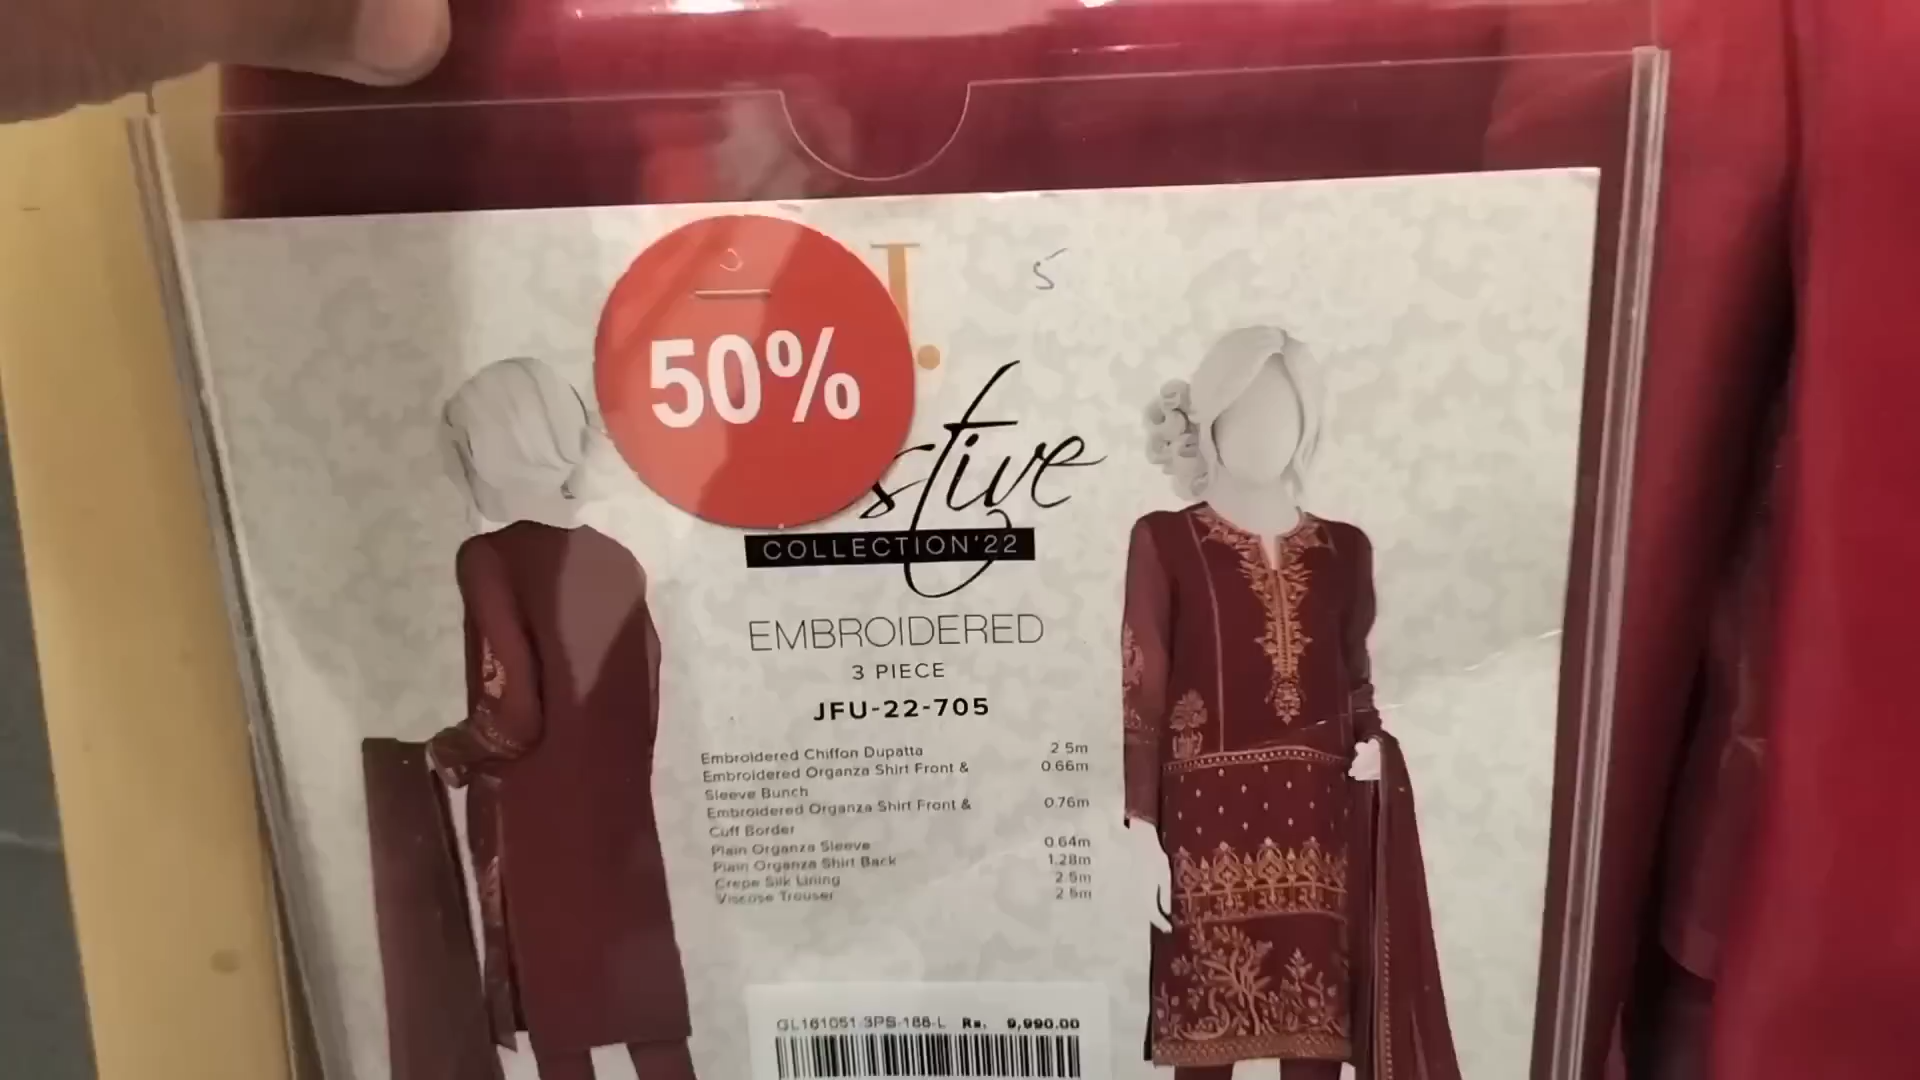 J.
5
50%
stive
COLLECTION'22
EMBROIDERED
3 PIECE
JFU-22-705
Embroidered Chiffon Dupatta 2.5m
Embroidered Organza Shirt Front & 0.66m
Sleeve Bunch
Embroidered Organza Shirt Front & 0.76m
Cuff Border
Plain Organza Sleeve 0.64m
Plain Organza Shirt Back 1.28m
Crepe Silk Lining 2.5m
Viscose Trouser 2.5m
GL161051-3PS-188-L Rs. 9,990.00